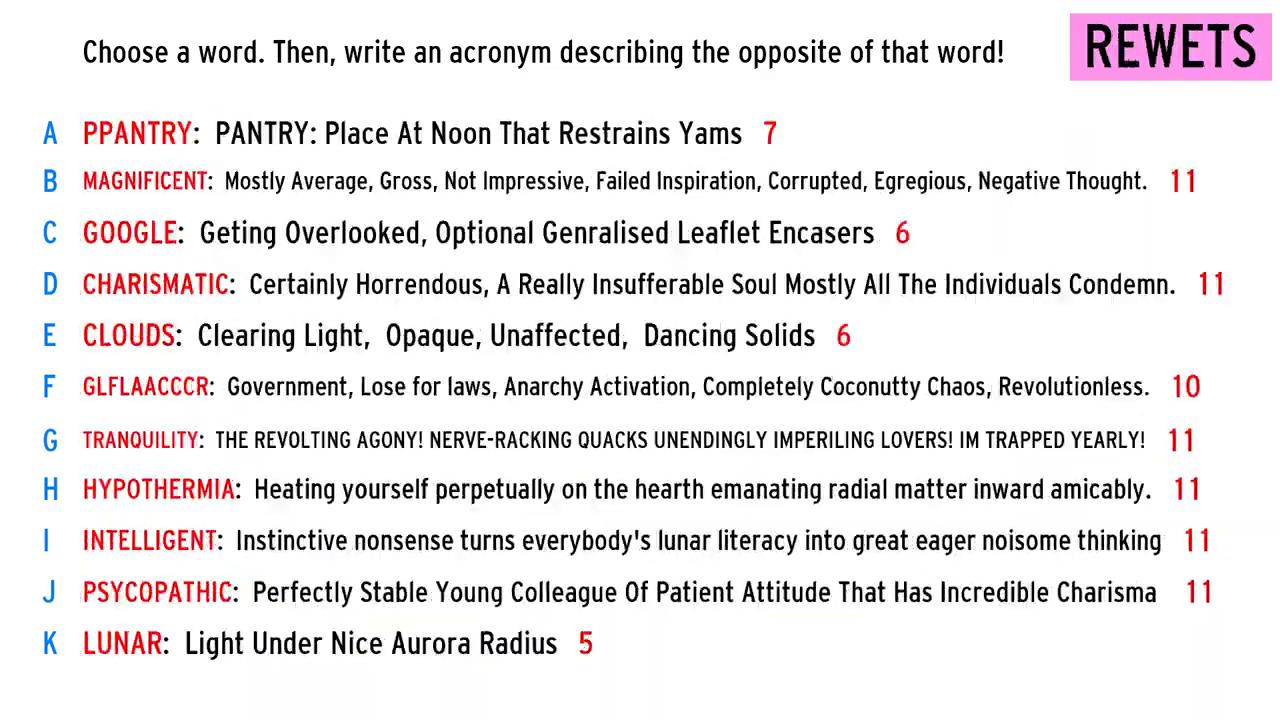 Choose a word. Then, write an acronym describing the opposite of that word!
REWETS
A PPANTRY: PANTRY: Place At Noon That Restrains Yams 7
B MAGNIFICENT: Mostly Average, Gross, Not Impressive, Failed Inspiration, Corrupted, Egregious, Negative Thought. 11
C GOOGLE: Geting Overlooked, Optional Genralised Leaflet Encasers 6
D CHARISMATIC: Certainly Horrendous, A Really Insufferable Soul Mostly All The Individuals Condemn. 11
E CLOUDS: Clearing Light, Opaque, Unaffected, Dancing Solids 6
F GLFLAACCCR: Government, Lose for laws, Anarchy Activation, Completely Coconutty Chaos, Revolutionless. 10
G TRANQUILITY: THE REVOLTING AGONY! NERVE-RACKING QUACKS UNENDINGLY IMPERILING LOVERS! IM TRAPPED YEARLY! 11
H HYPOTHERMIA: Heating yourself perpetually on the hearth emanating radial matter inward amicably. 11
I INTELLIGENT: Instinctive nonsense turns everybody's lunar literacy into great eager noisome thinking 11
J PSYCOPATHIC: Perfectly Stable Young Colleague Of Patient Attitude That Has Incredible Charisma 11
K LUNAR: Light Under Nice Aurora Radius 5